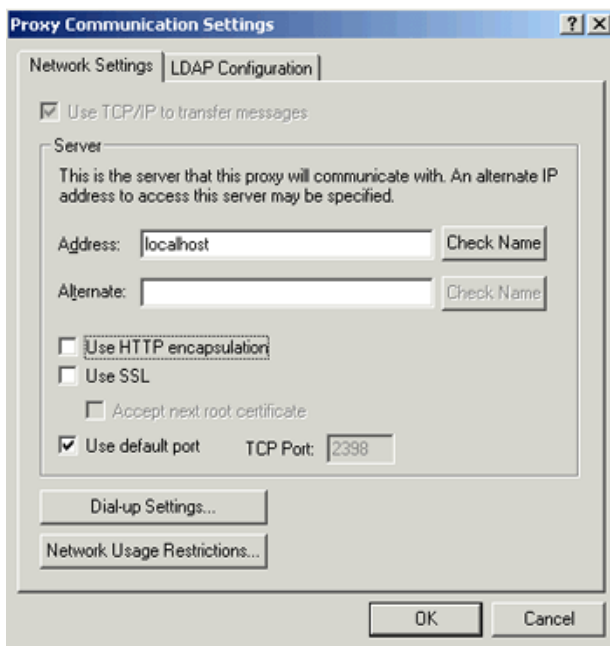 Proxy Communication Settings
Network Settings
LDAP Configuration
Use TCP/IP to transfer messages
Server
This is the server that this proxy will communicate with. An alternate IP
address to access this server may be specified.
Address: localhost Check Name
Alternate: Check Name
Use HTTP encapsulation
Use SSL
Accept next root certificate
Use default port TCP Port: 2398
Dial-up Settings...
Network Usage Restrictions...
OK Cancel